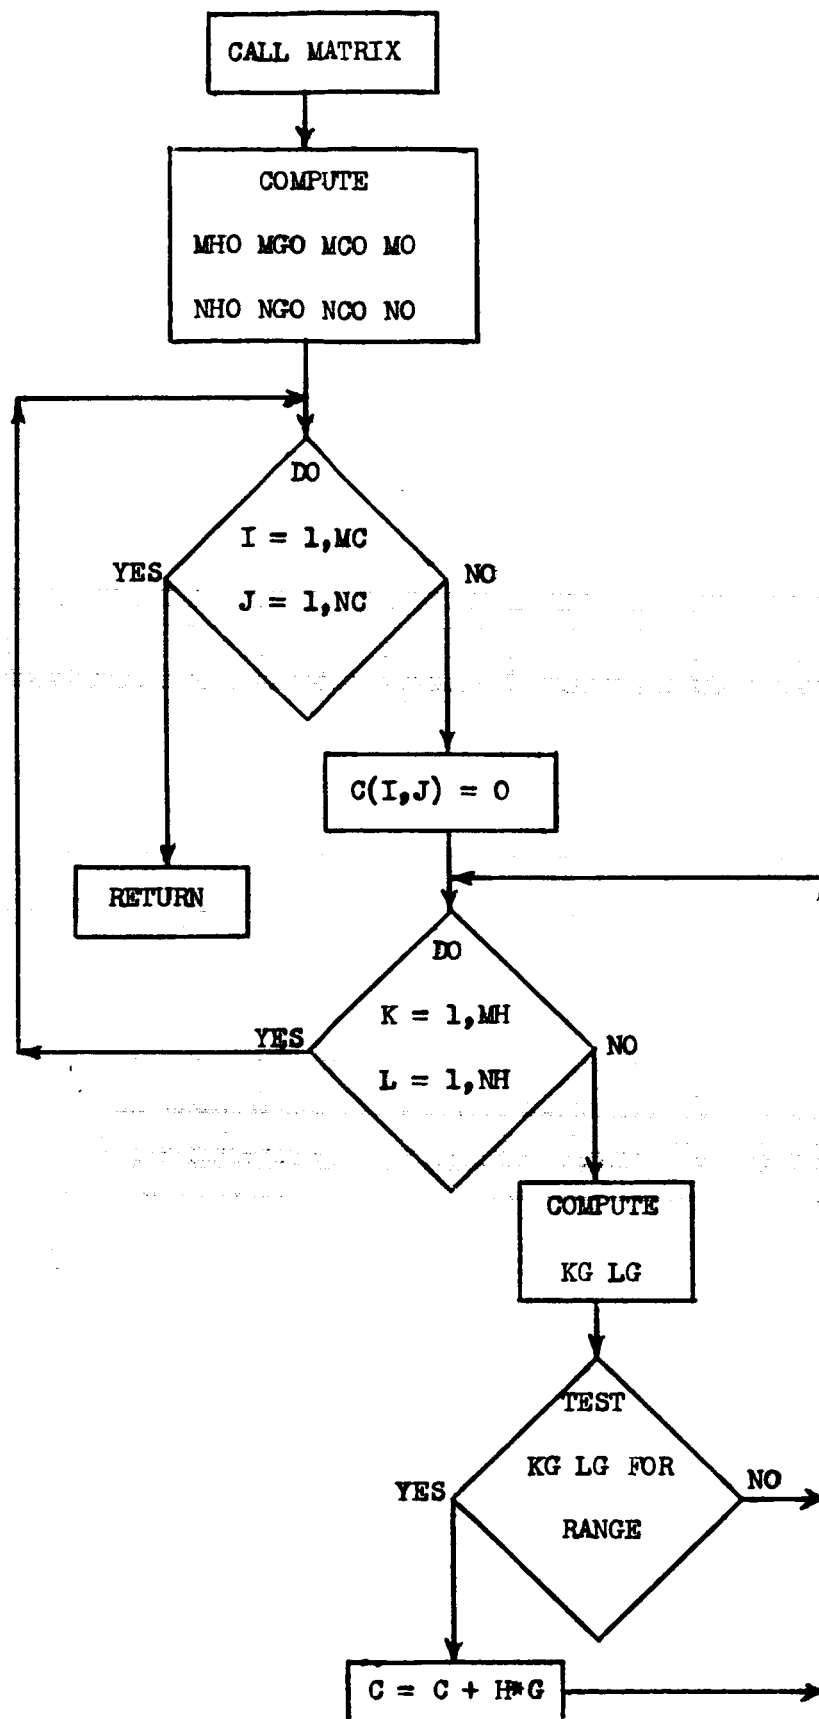 CALL MATRIX
COMPUTE
MHO MGO MCO MO
NHO NGO NCO NO
DO
I = 1,MC
J = 1,NC
YES
NO
C(I,J) = 0
RETURN
DO
K = 1,MH
L = 1,NH
YES
NO
COMPUTE
KG LG
TEST
KG LG FOR
RANGE
YES
NO
C = C + H*G